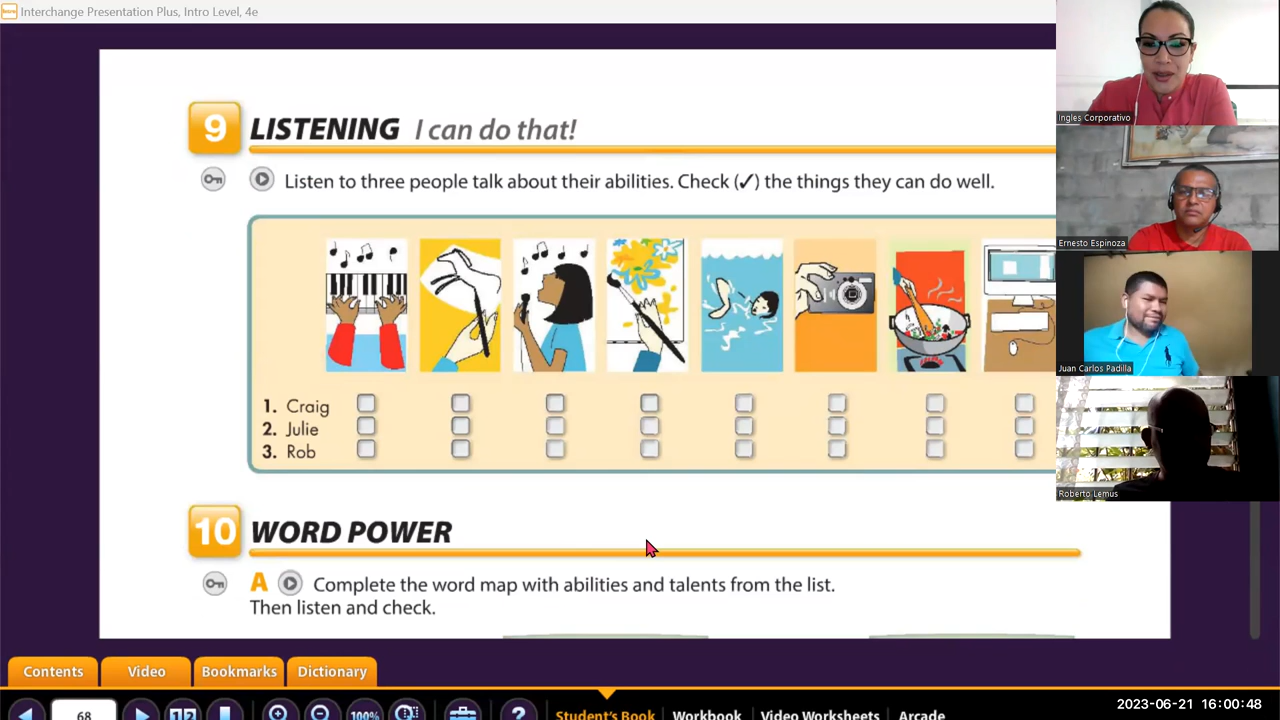 Interchange Presentation Plus, Intro Level, 4e
9 LISTENING I can do that!
Listen to three people talk about their abilities. Check (✓) the things they can do well.
1. Craig
2. Julie
3. Rob
10 WORD POWER
A Complete the word map with abilities and talents from the list.
Then listen and check.
Ingles Corporativo
Ernesto Espinoza
Juan Carlos Padilla
Roberto Lemus
Contents Video Bookmarks Dictionary
68 1 2 100% ? Student's Book Workbook Video Worksheets Arcade
2023-06-21 16:00:48